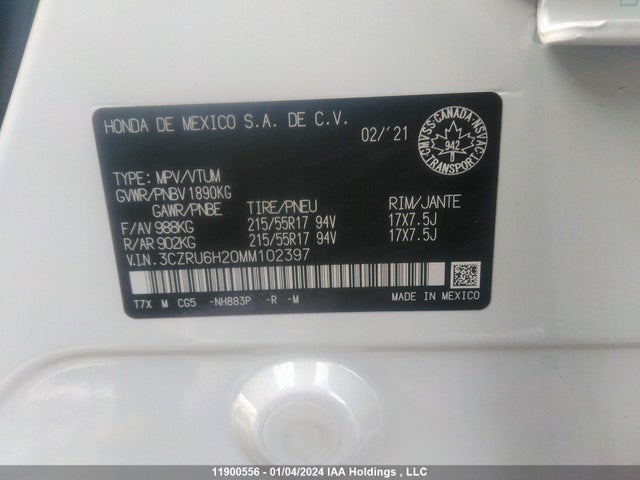 HONDA DE MEXICO S.A. DE C.V.
02/'21
CMVSS-CANADA-NSVAC
942
TRANSPORT
TYPE: MPV/VTUM
GVWR/PNBV 1890KG
GAWR/PNBE TIRE/PNEU RIM/JANTE
F/AV 988KG 215/55R17 94V 17X7.5J
R/AR 902KG 215/55R17 94V 17X7.5J
V.I.N. 3CZRU6H20MM102397
T7X M CG5 -NH883P -R -M MADE IN MEXICO
11900556 - 01/04/2024 IAA Holdings , LLC